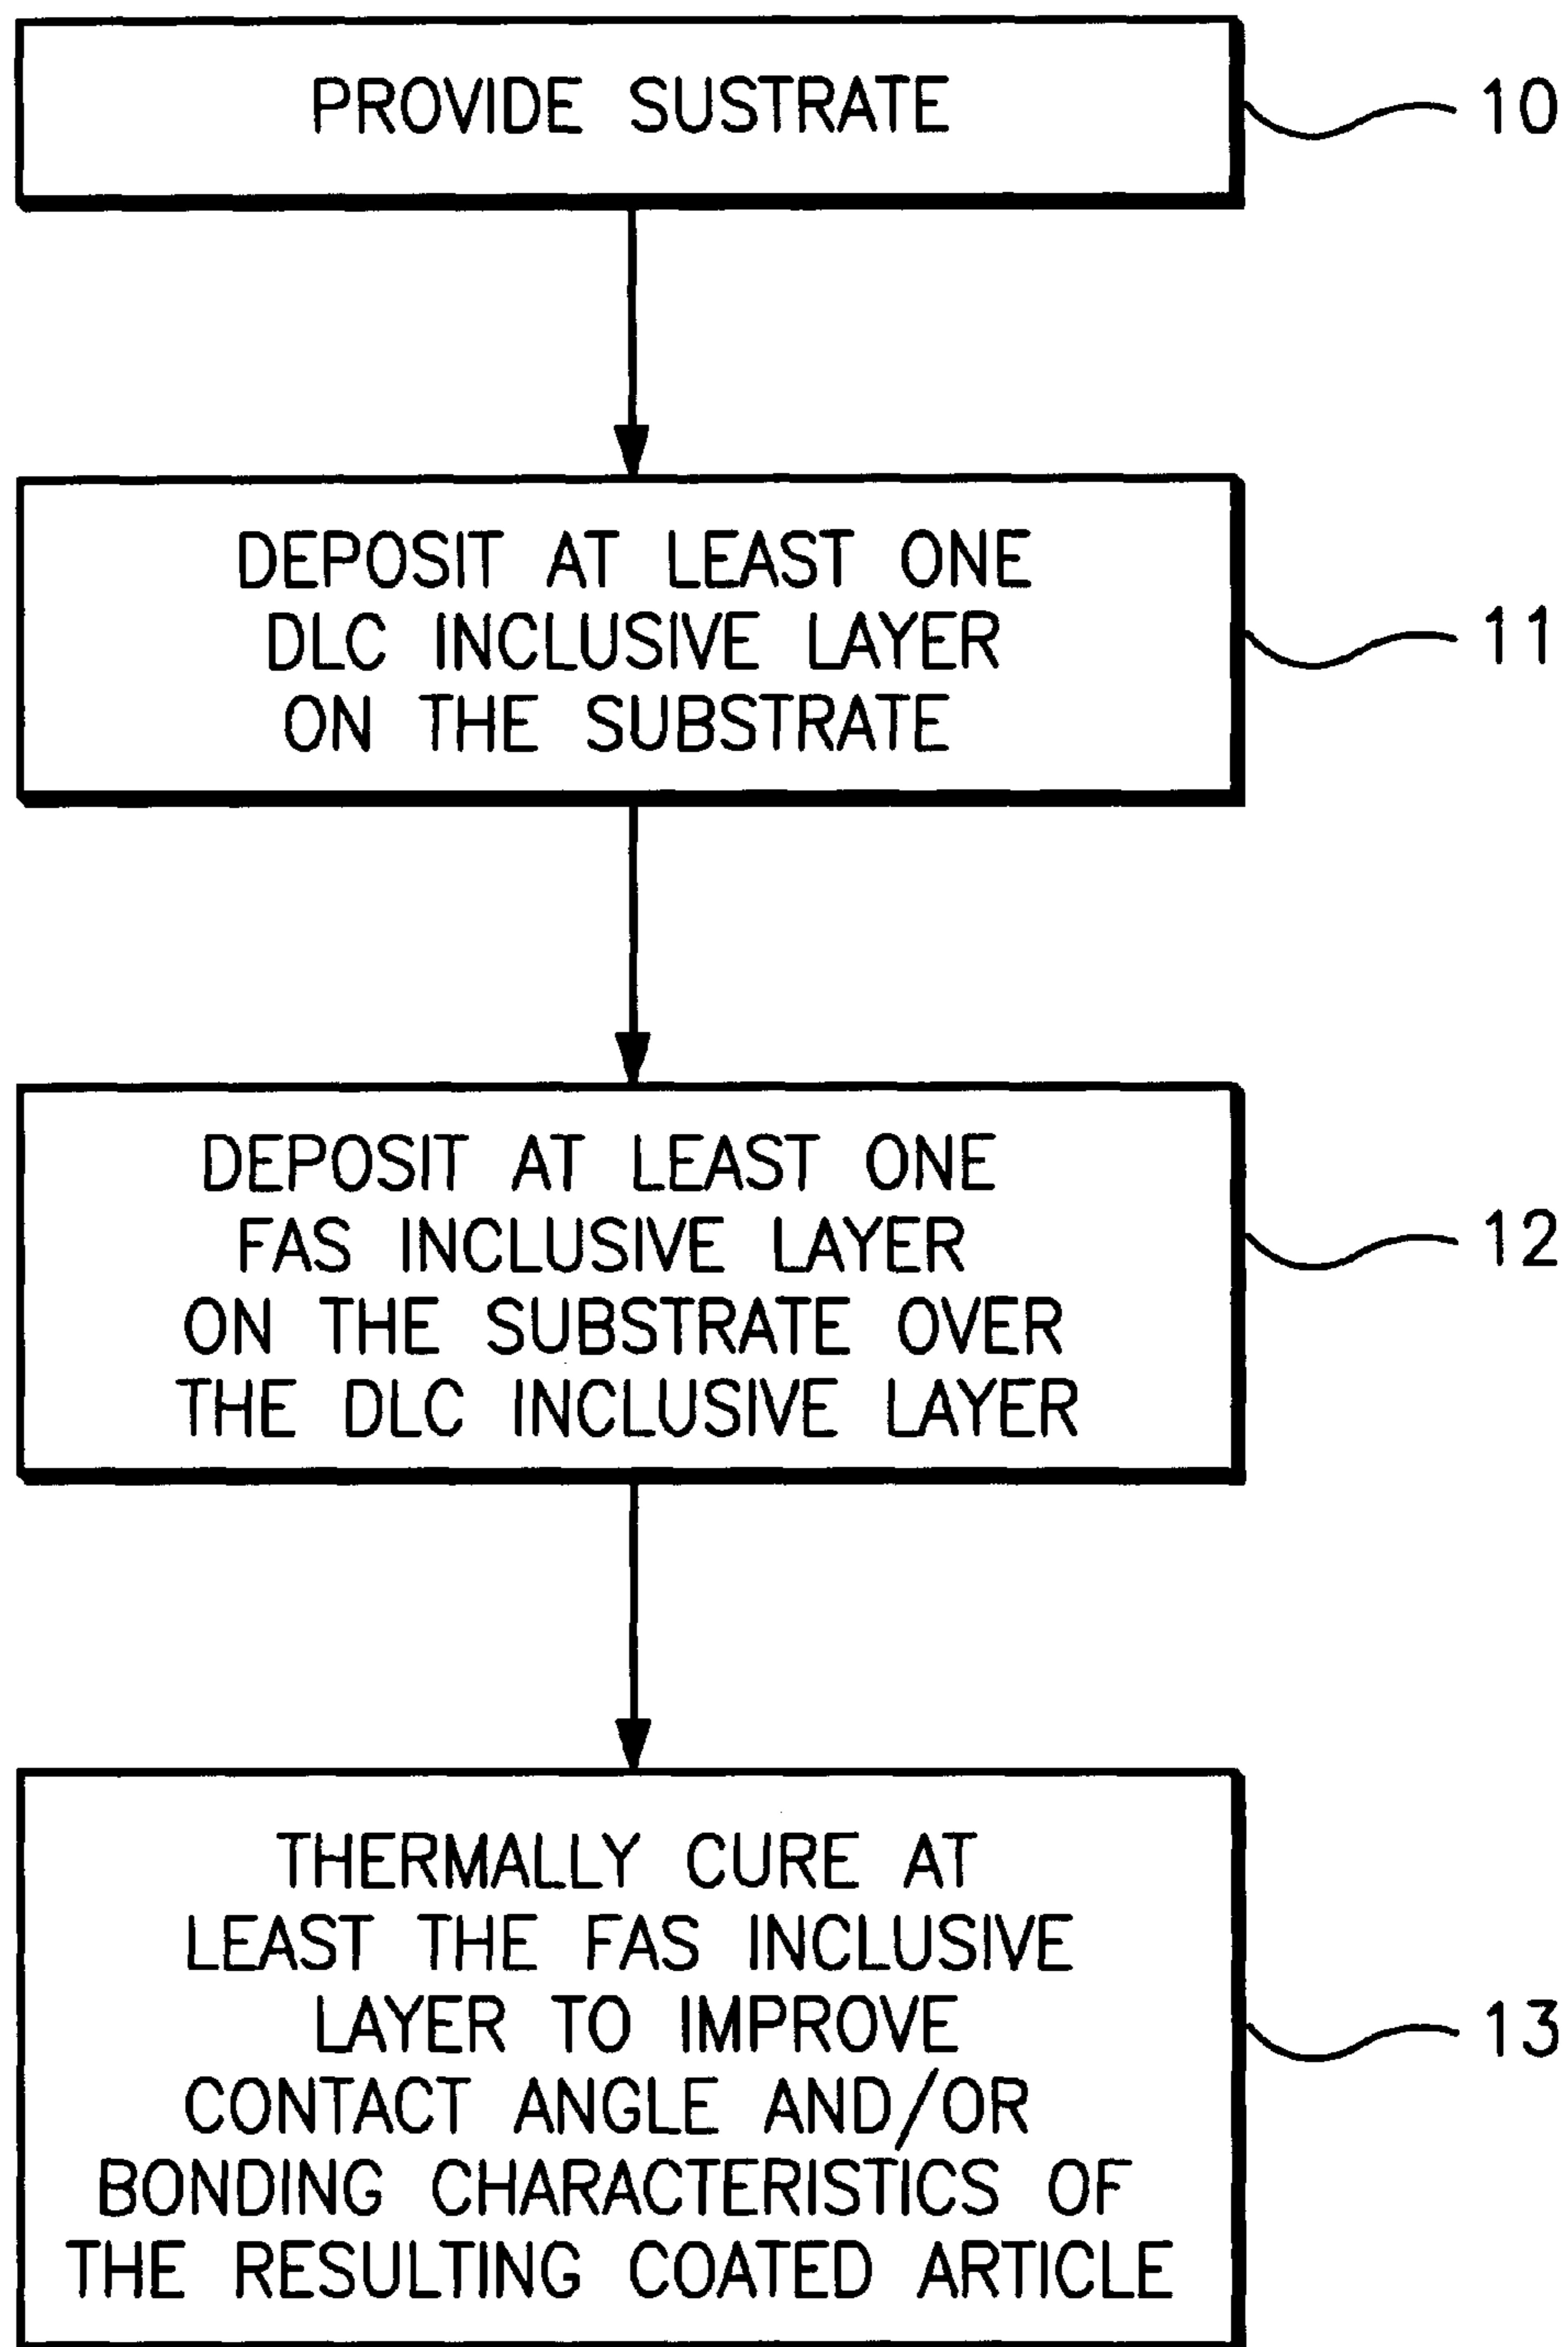 PROVIDE SUSTRATE
10
DEPOSIT AT LEAST ONE
DLC INCLUSIVE LAYER
ON THE SUBSTRATE
11
DEPOSIT AT LEAST ONE
FAS INCLUSIVE LAYER
ON THE SUBSTRATE OVER
THE DLC INCLUSIVE LAYER
12
THERMALLY CURE AT
LEAST THE FAS INCLUSIVE
LAYER TO IMPROVE
CONTACT ANGLE AND/OR
BONDING CHARACTERISTICS OF
THE RESULTING COATED ARTICLE
13